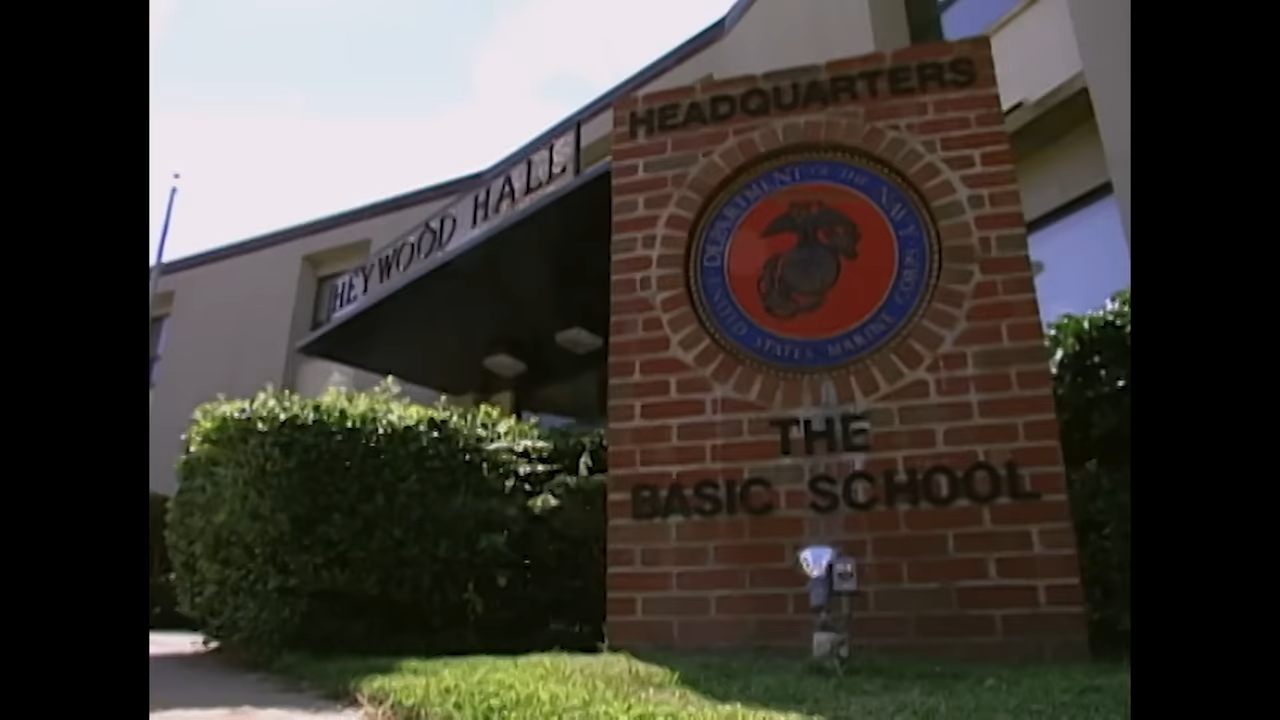 HEADQUARTERS
HEYWOOD HALL
DEPARTMENT OF THE NAVY
UNITED STATES MARINE CORPS
THE
BASIC SCHOOL